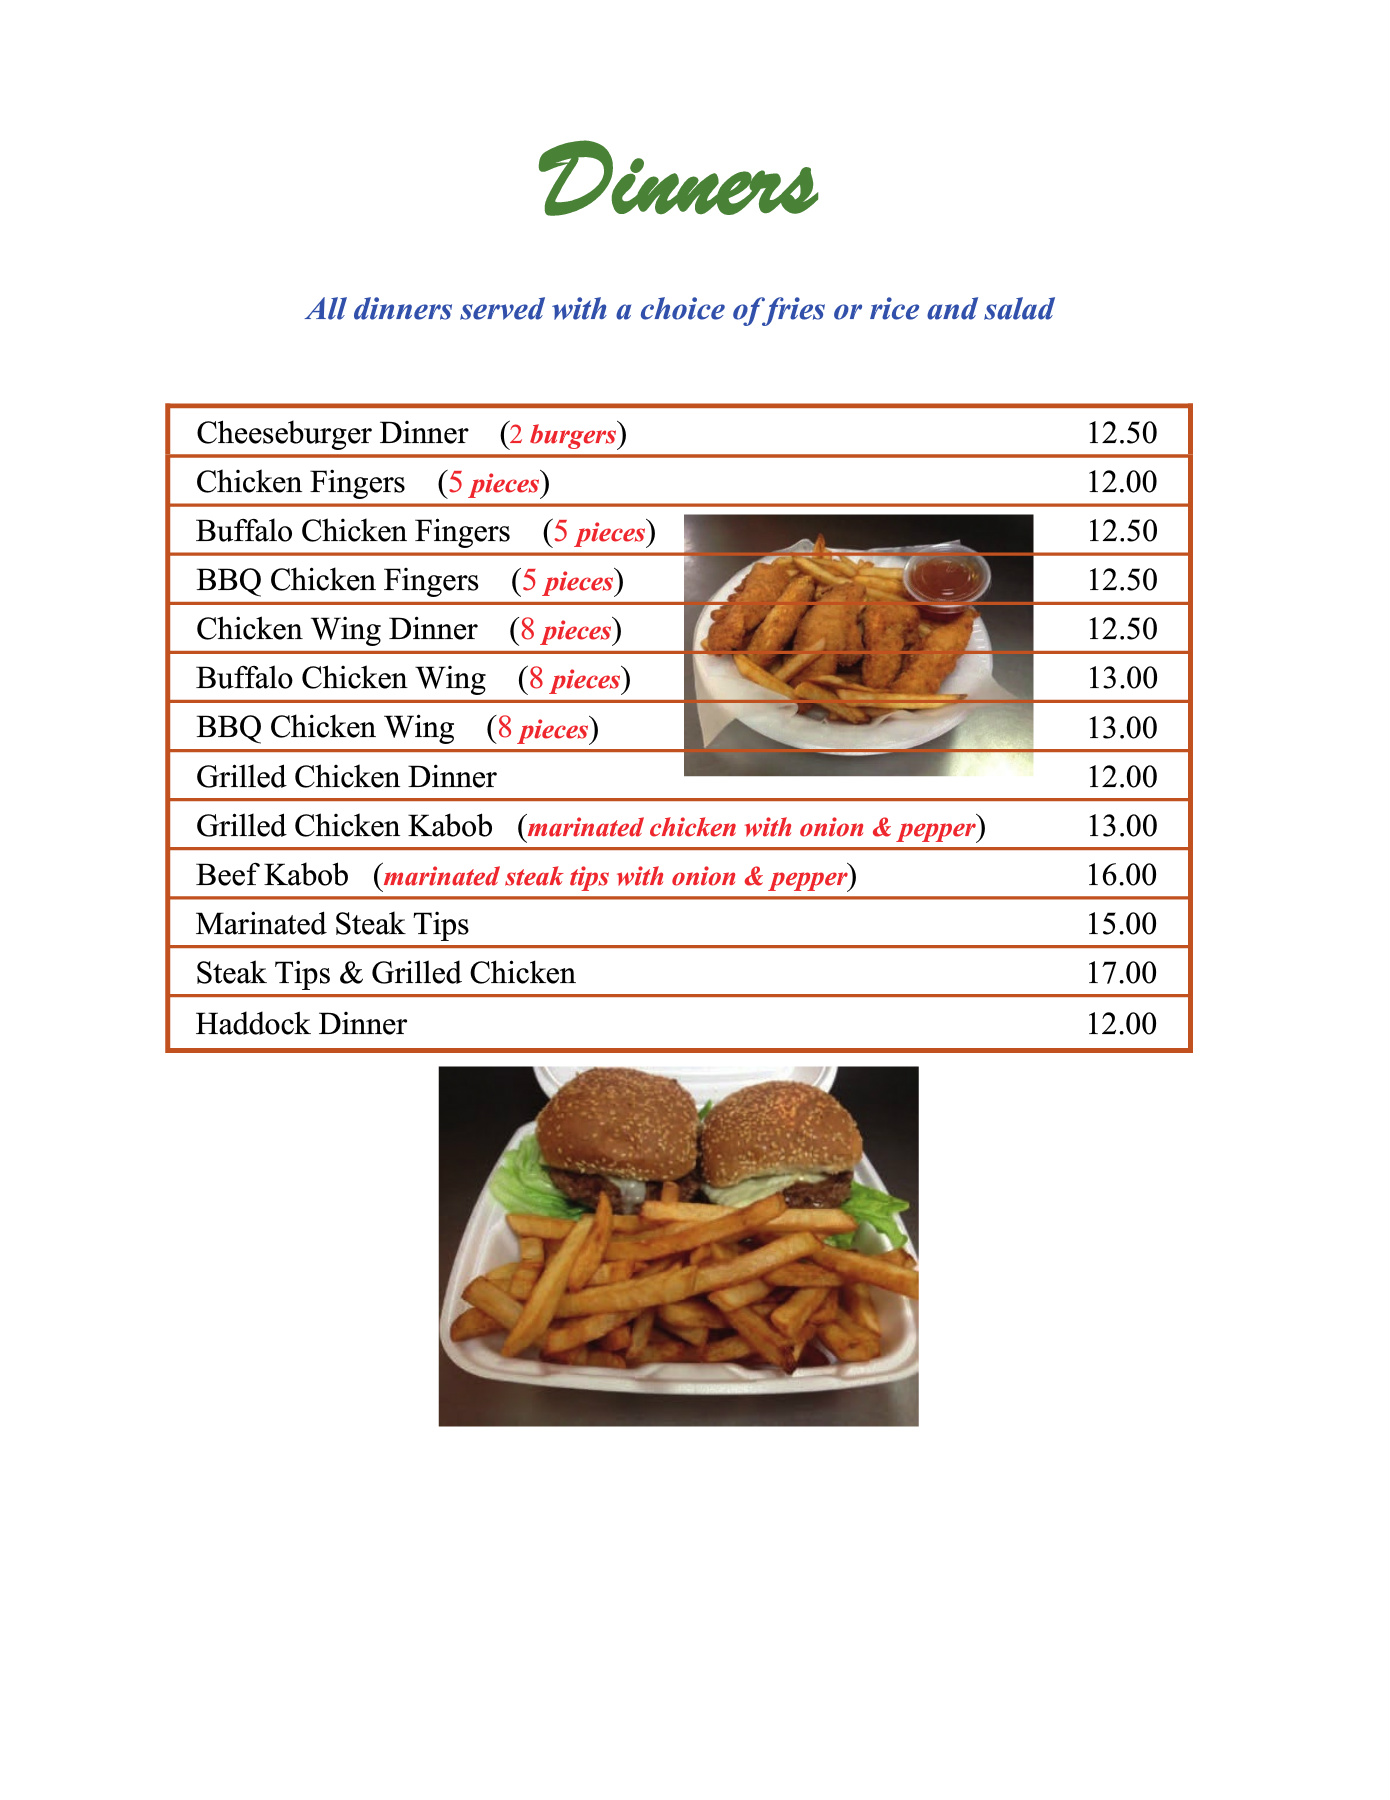 Dinners
All dinners served with a choice of fries or rice and salad
Cheeseburger Dinner (2 burgers) 12.50
Chicken Fingers (5 pieces) 12.00
Buffalo Chicken Fingers (5 pieces) 12.50
BBQ Chicken Fingers (5 pieces) 12.50
Chicken Wing Dinner (8 pieces) 12.50
Buffalo Chicken Wing (8 pieces) 13.00
BBQ Chicken Wing (8 pieces) 13.00
Grilled Chicken Dinner 12.00
Grilled Chicken Kabob (marinated chicken with onion & pepper) 13.00
Beef Kabob (marinated steak tips with onion & pepper) 16.00
Marinated Steak Tips 15.00
Steak Tips & Grilled Chicken 17.00
Haddock Dinner 12.00